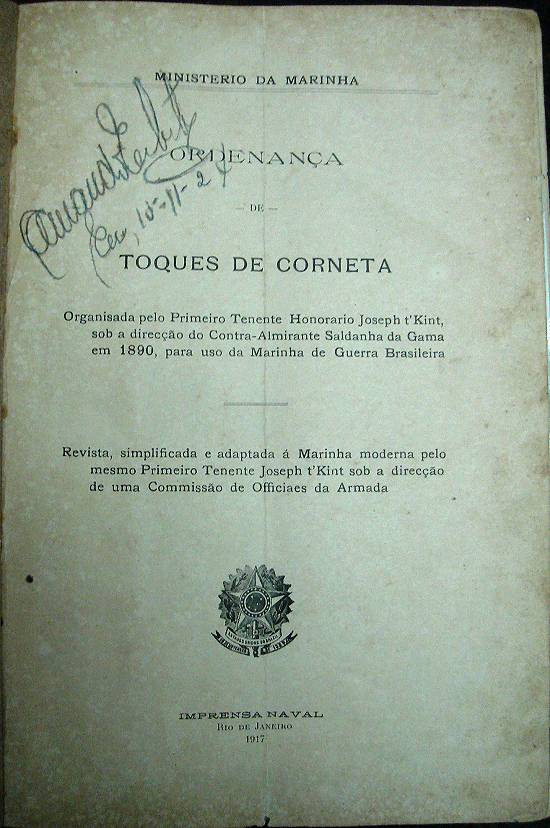 MINISTERIO DA MARINHA
ORDENANÇA
— DE —
TOQUES DE CORNETA
Organisada pelo Primeiro Tenente Honorario Joseph t'Kint,
sob a direcção do Contra-Almirante Saldanha da Gama
em 1890, para uso da Marinha de Guerra Brasileira
Revista, simplificada e adaptada á Marinha moderna pelo
mesmo Primeiro Tenente Joseph t'Kint sob a direcção
de uma Commissão de Officiaes da Armada
IMPRENSA NAVAL
RIO DE JANEIRO
1917